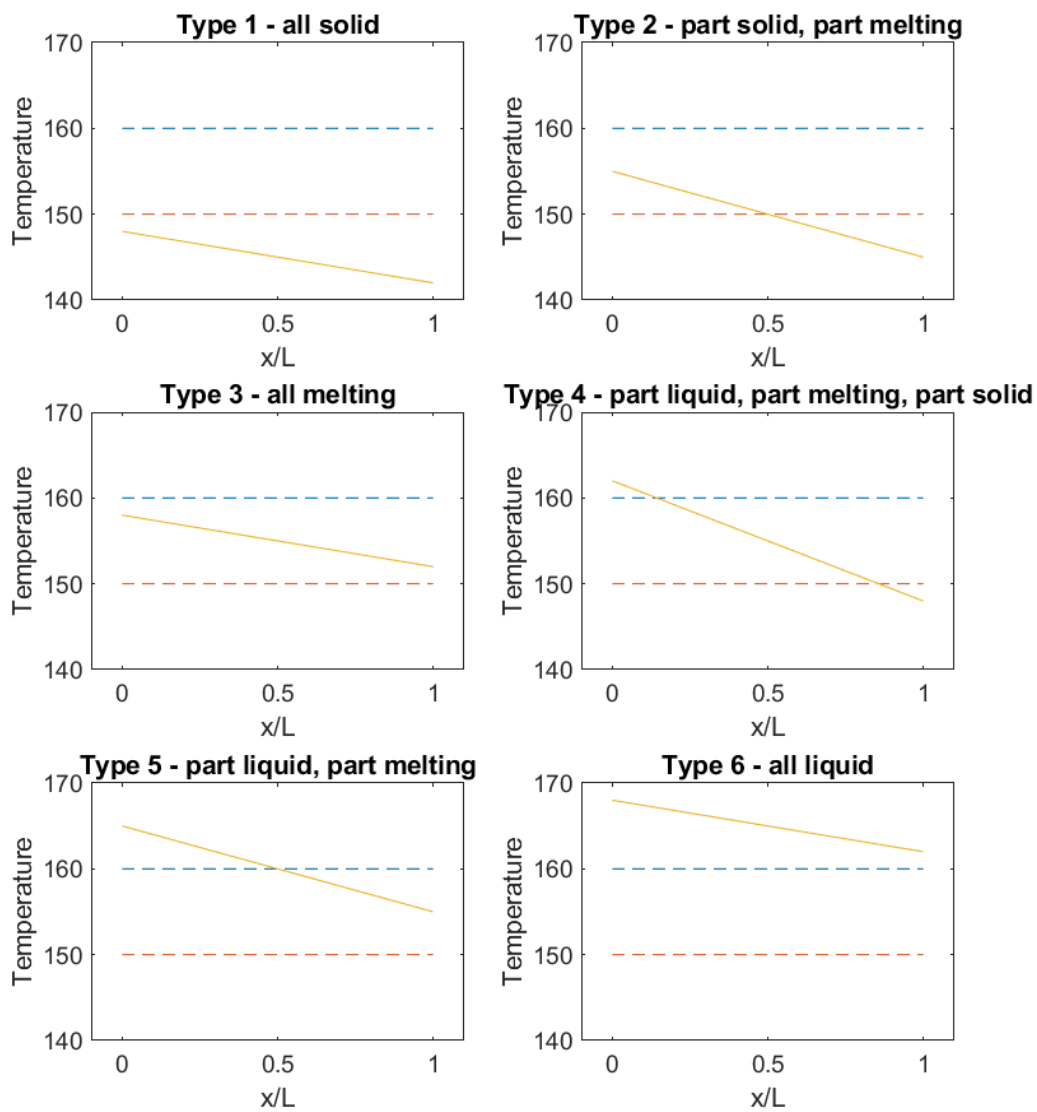 Type 1 - all solid
170
160
150
140
Temperature
0 0.5 1
x/L
Type 2 - part solid, part melting
170
160
150
140
Temperature
0 0.5 1
x/L
Type 3 - all melting
170
160
150
140
Temperature
0 0.5 1
x/L
Type 4 - part liquid, part melting, part solid
170
160
150
140
Temperature
0 0.5 1
x/L
Type 5 - part liquid, part melting
170
160
150
140
Temperature
0 0.5 1
x/L
Type 6 - all liquid
170
160
150
140
Temperature
0 0.5 1
x/L